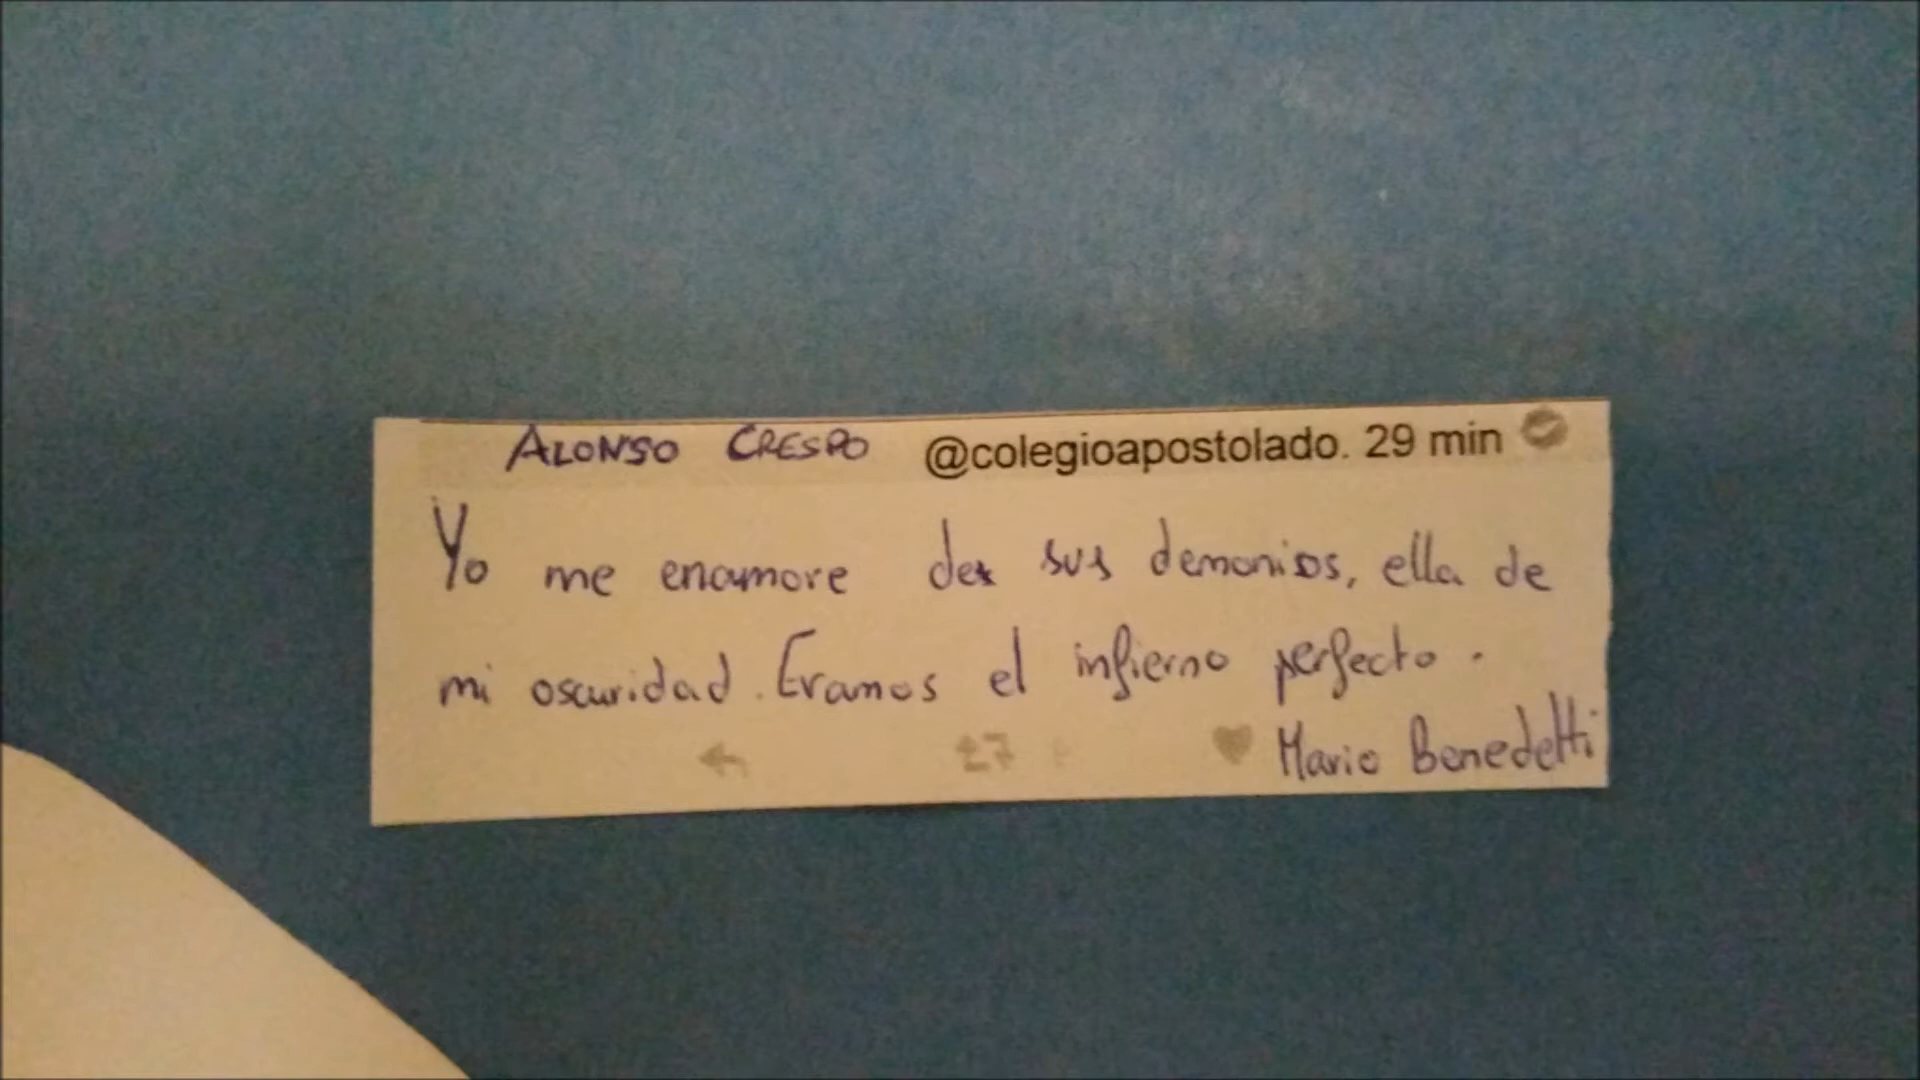 ALONSO CRESPO @colegioapostolado. 29 min
Yo me enamore de sus demonios, ella de
mi oscuridad. Eramos el infierno perfecto.
Mario Benedetti